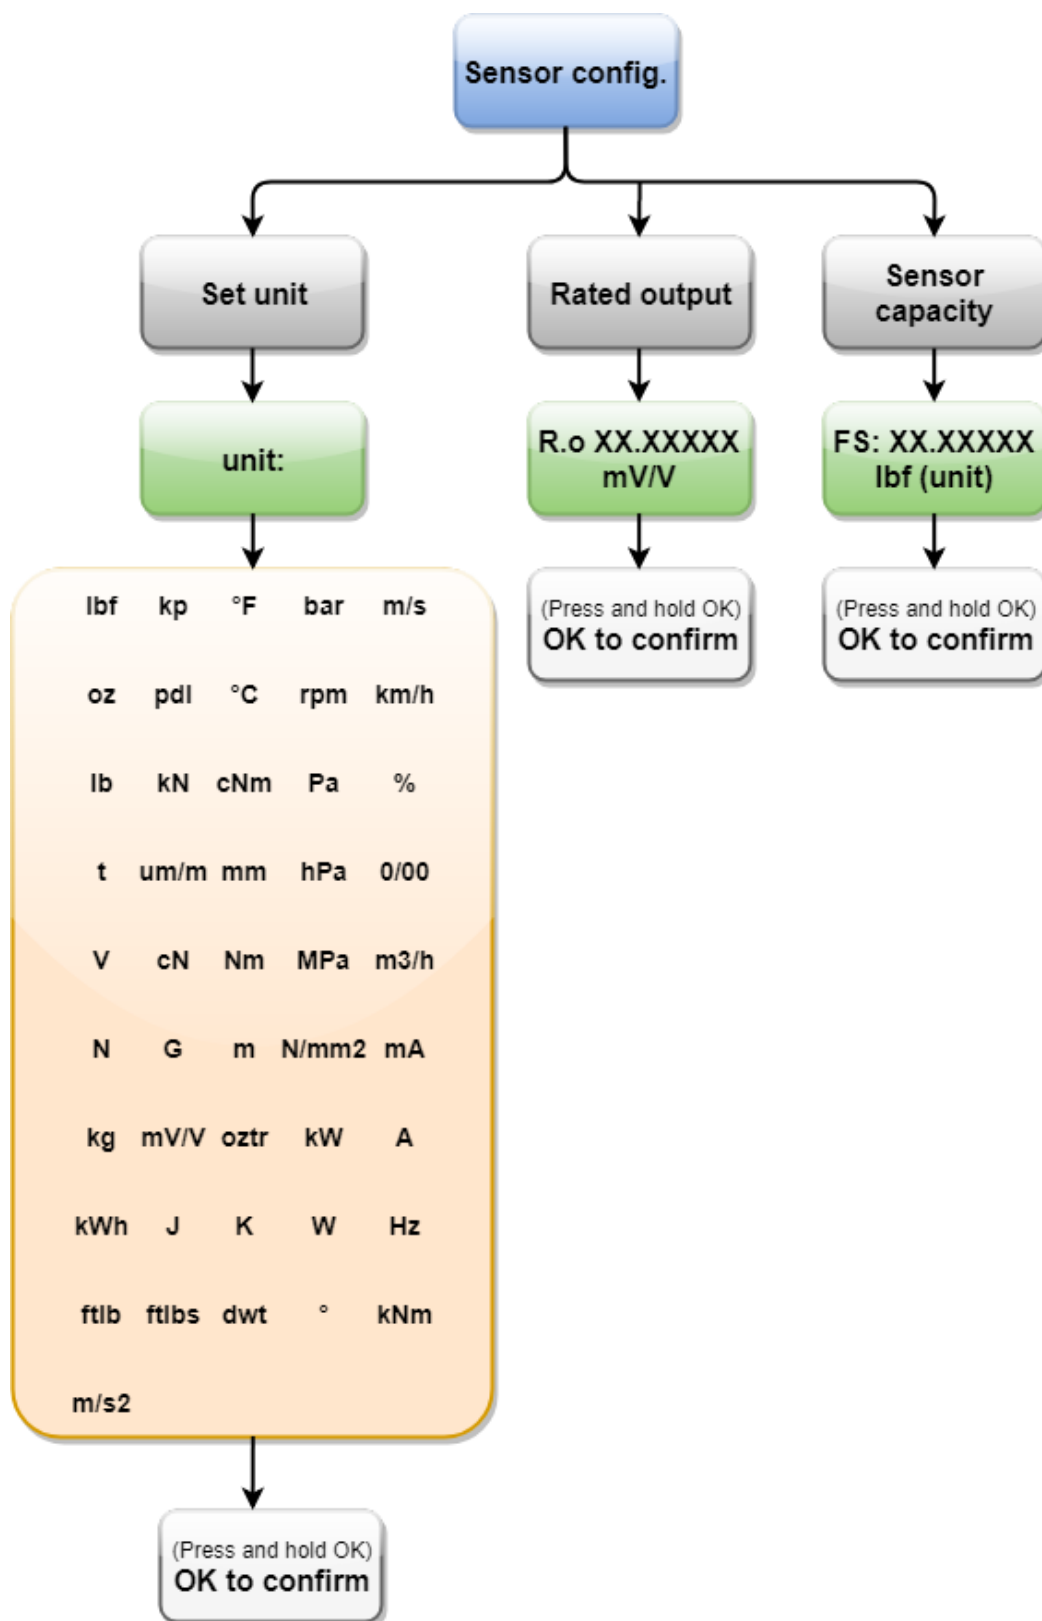 Sensor config.
Set unit
Rated output
Sensor
capacity
unit:
R.o XX.XXXXX
mV/V
FS: XX.XXXXX
lbf (unit)
(Press and hold OK)
OK to confirm
(Press and hold OK)
OK to confirm
lbf kp °F bar m/s
oz pdl °C rpm km/h
lb kN cNm Pa %
t um/m mm hPa 0/00
V cN Nm MPa m3/h
N G m N/mm2 mA
kg mV/V oztr kW A
kWh J K W Hz
ftlb ftlbs dwt ° kNm
m/s2
(Press and hold OK)
OK to confirm